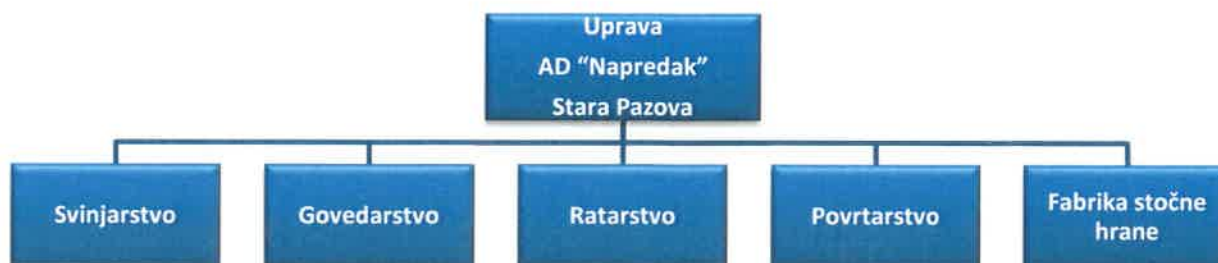 Uprava
AD “Napredak”
Stara Pazova
Svinjarstvo
Govedarstvo
Ratarstvo
Povrtarstvo
Fabrika stočne
hrane